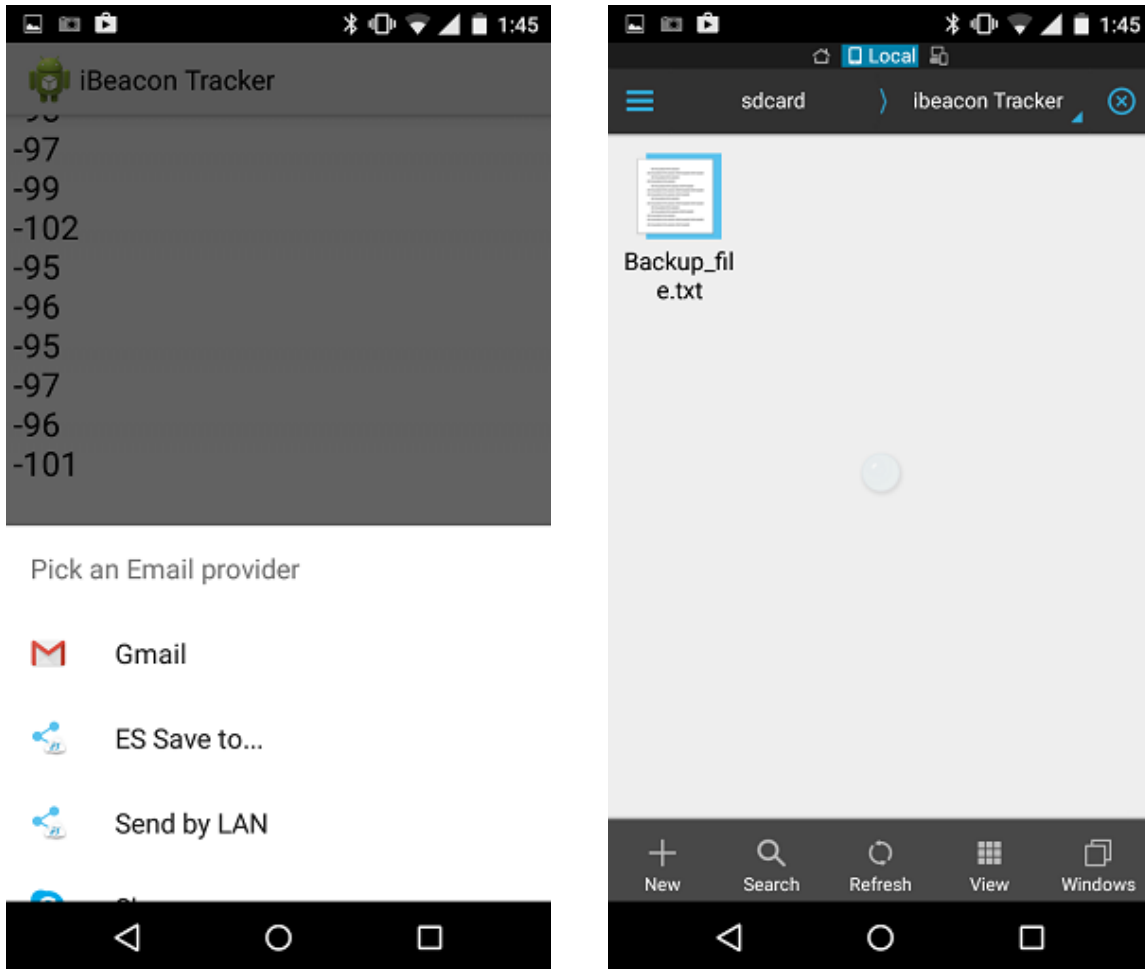 1:45
iBeacon Tracker
-97
-99
-102
-95
-96
-95
-97
-96
-101
Pick an Email provider
Gmail
ES Save to...
Send by LAN
1:45
Local
sdcard
ibeacon Tracker
Backup_fil
e.txt
New
Search
Refresh
View
Windows